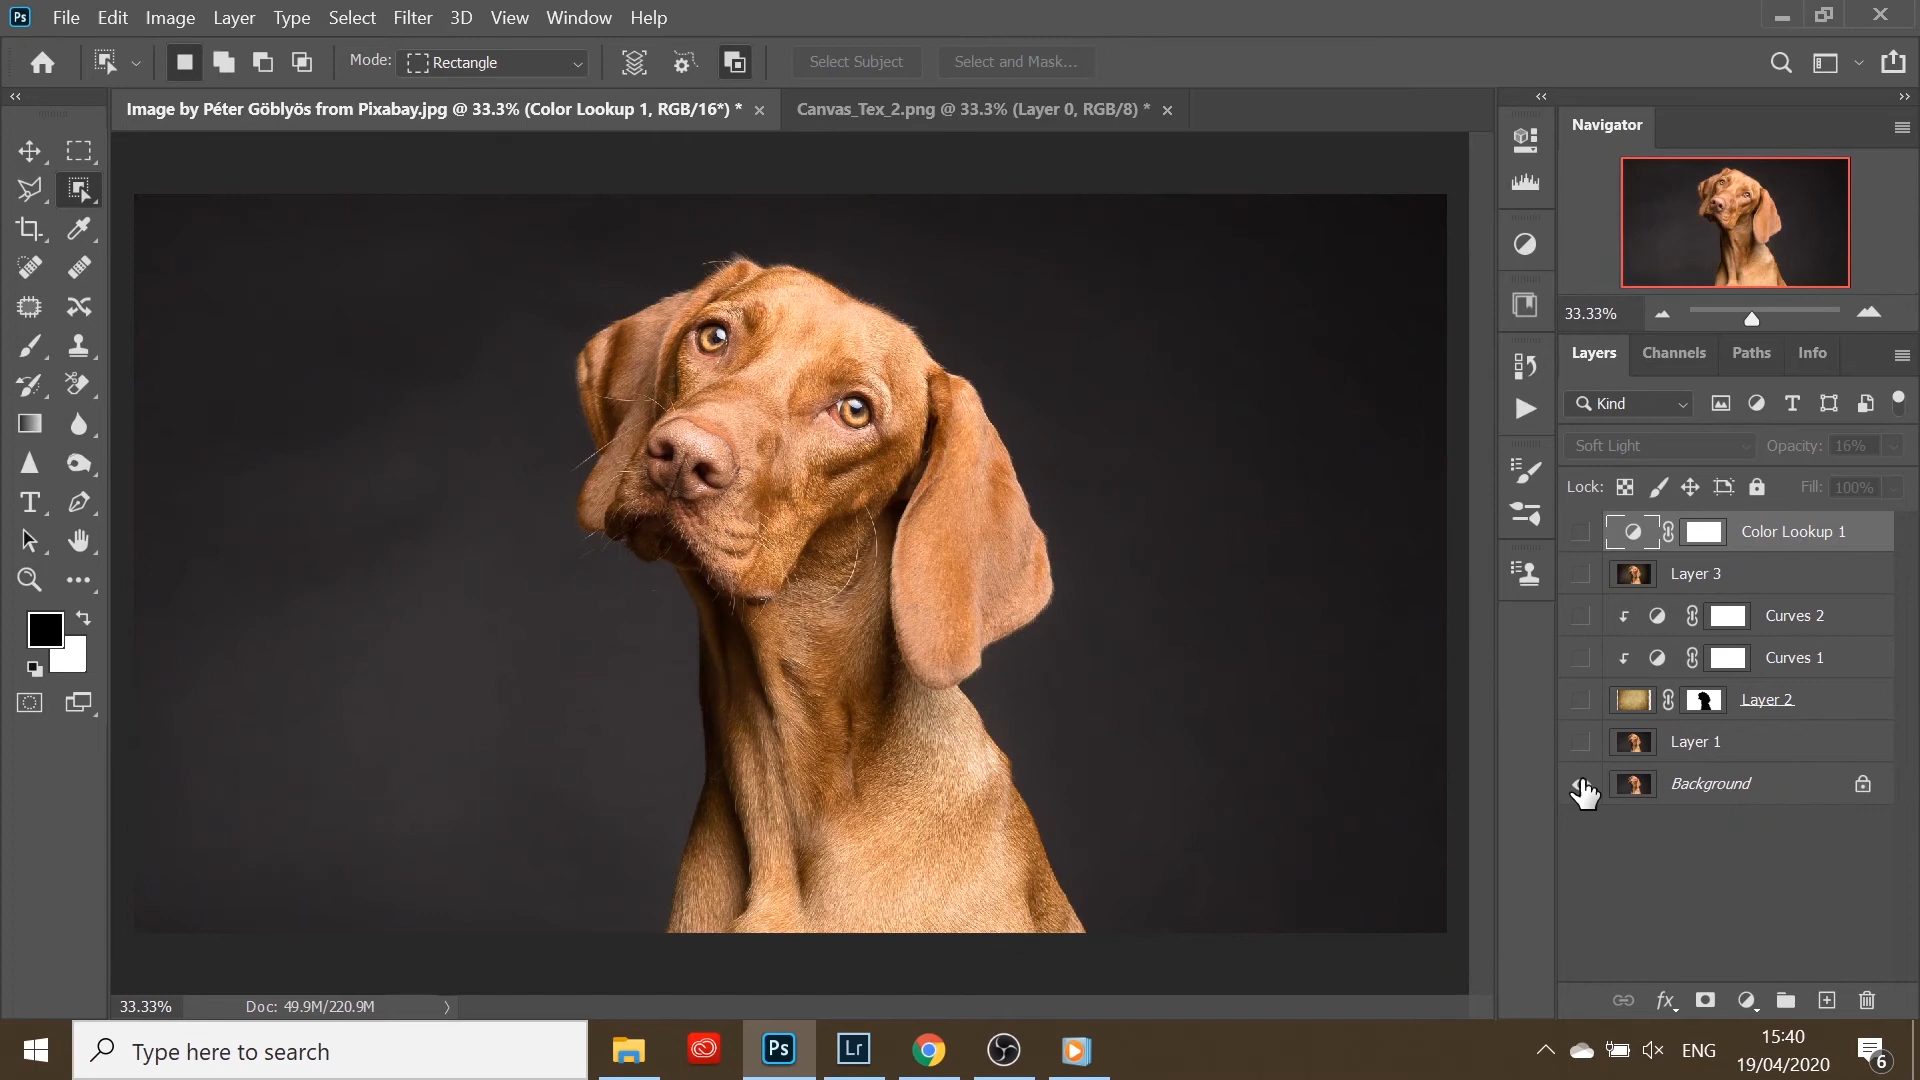 Ps File Edit Image Layer Type Select Filter 3D View Window Help
Mode: Rectangle Select Subject Select and Mask...
Image by Péter Göblyös from Pixabay.jpg @ 33.3% (Color Lookup 1, RGB/16*) * Canvas_Tex_2.png @ 33.3% (Layer 0, RGB/8) *
Navigator
33.33%
Layers Channels Paths Info
Kind
Soft Light Opacity: 16%
Lock: Fill: 100%
Color Lookup 1
Layer 3
Curves 2
Curves 1
Layer 2
Layer 1
Background
fx
33.33% Doc: 49.9M/220.9M
Type here to search
Ps
Lr
ENG
15:40
19/04/2020
6